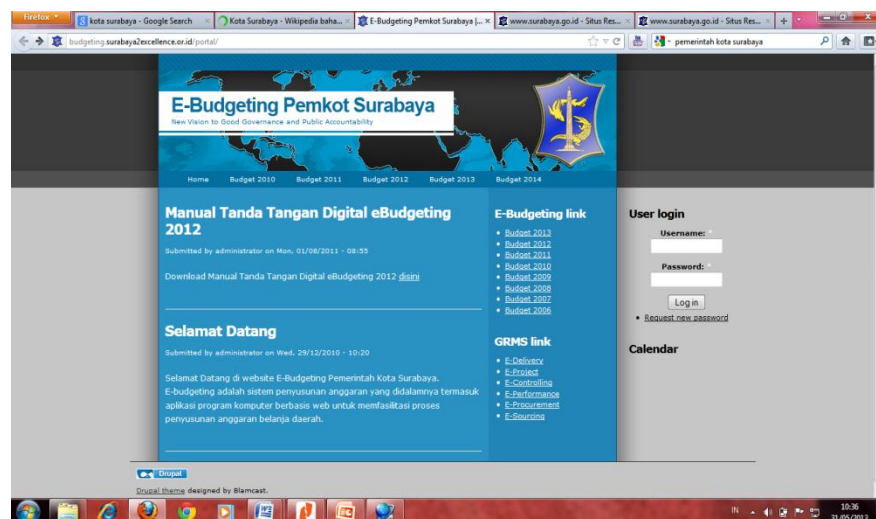 Firefox
kota surabaya - Google Search
Kota Surabaya - Wikipedia baha...
E-Budgeting Pemkot Surabaya |...
www.surabaya.go.id - Situs Res...
www.surabaya.go.id - Situs Res...
budgeting.surabaya2excellence.or.id/portal/
pemerintah kota surabaya
E-Budgeting Pemkot Surabaya
New Vision to Good Governance and Public Accountability
Home Budget 2010 Budget 2011 Budget 2012 Budget 2013 Budget 2014
Manual Tanda Tangan Digital eBudgeting
2012
Submitted by administrator on Mon, 01/08/2011 - 08:55
Download Manual Tanda Tangan Digital eBudgeting 2012 disini
Selamat Datang
Submitted by administrator on Wed, 29/12/2010 - 10:20
Selamat Datang di website E-Budgeting Pemerintah Kota Surabaya.
E-budgeting adalah sistem penyusunan anggaran yang didalamnya termasuk
aplikasi program komputer berbasis web untuk memfasilitasi proses
penyusunan anggaran belanja daerah.
E-Budgeting link
Budget 2013
Budget 2012
Budget 2011
Budget 2010
Budget 2009
Budget 2008
Budget 2007
Budget 2006
GRMS link
E-Delivery
E-Project
E-Controlling
E-Performance
E-Procurement
E-Sourcing
User login
Username: *
Password: *
Log in
Request new password
Calendar
Drupal
Drupal theme designed by Blamcast.
IN
10:36
31/05/2013